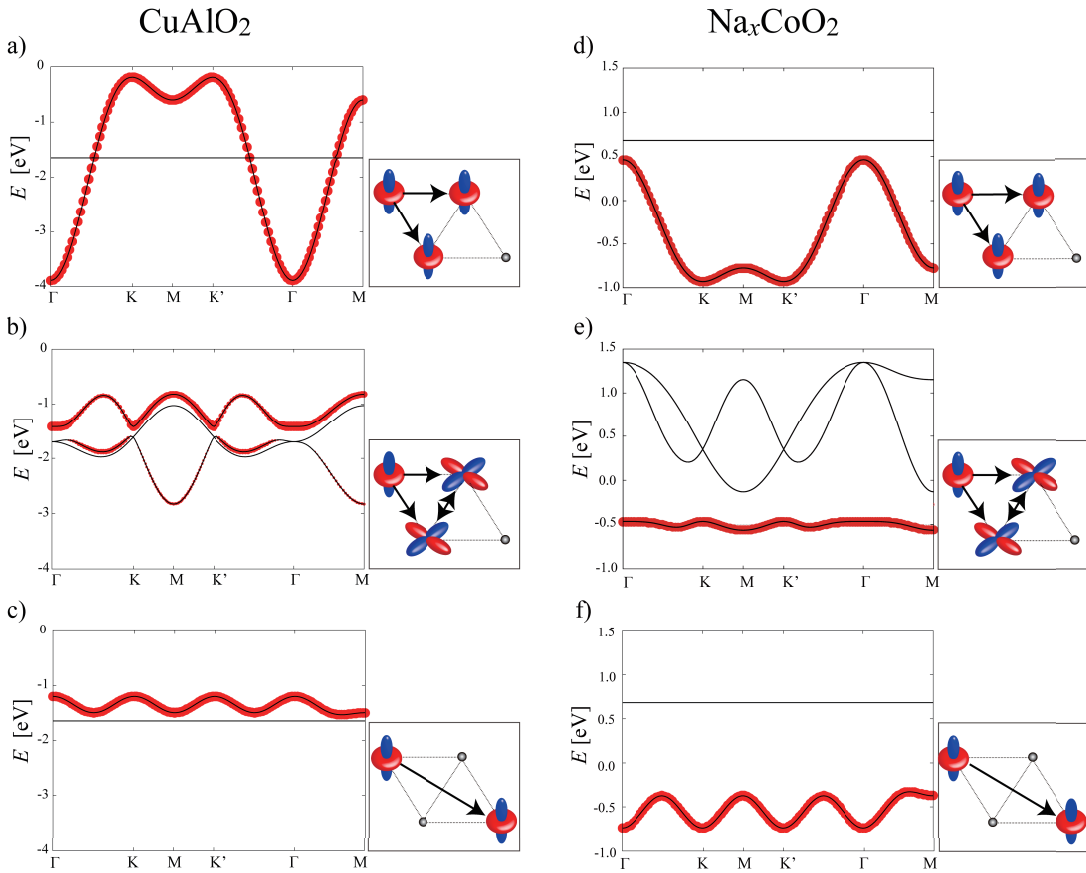 CuAlO2
NaxCoO2
a)
0
-1
-2
-3
-4
E [eV]
Γ K M K' Γ M
d)
1.5
1.0
0.5
0.0
-0.5
-1.0
E [eV]
Γ K M K' Γ M
b)
0
-1
-2
-3
-4
E [eV]
Γ K M K' Γ M
e)
1.5
1.0
0.5
0.0
-0.5
-1.0
E [eV]
Γ K M K' Γ M
c)
0
-1
-2
-3
-4
E [eV]
Γ K M K' Γ M
f)
1.5
1.0
0.5
0.0
-0.5
-1.0
E [eV]
Γ K M K' Γ M